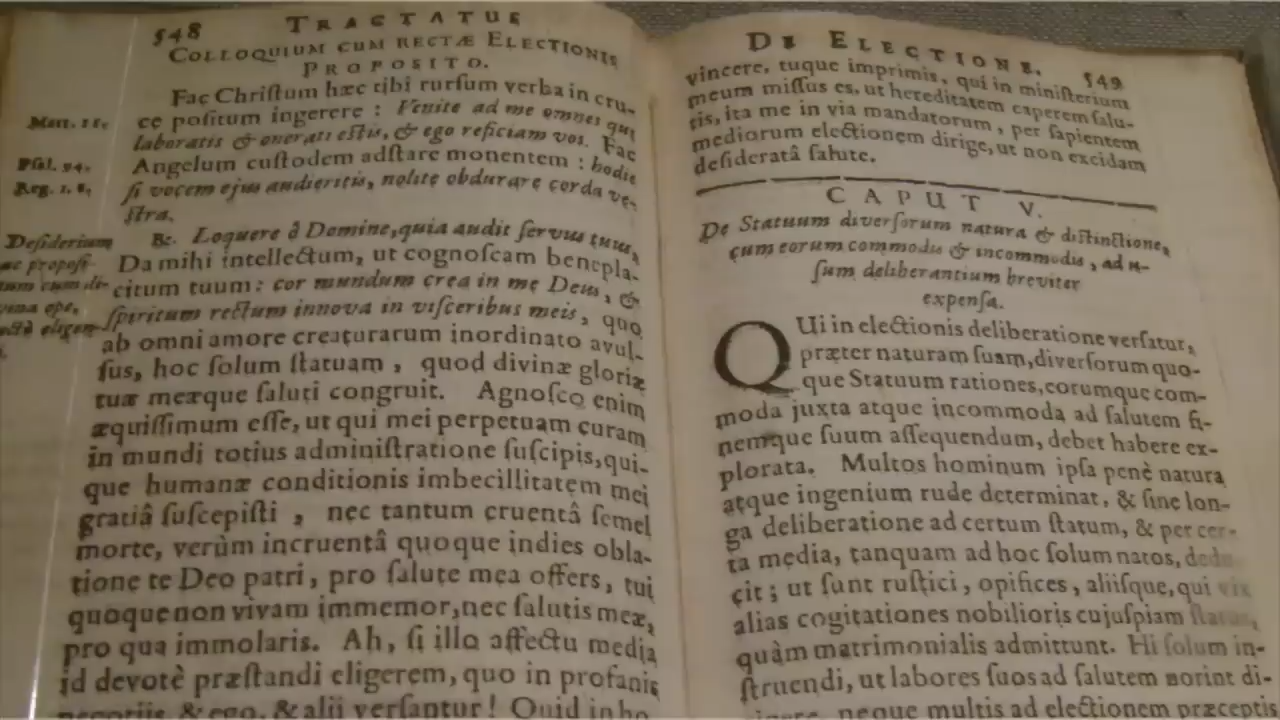 548 TRACTATUS
COLLOQUIUM CUM RECTÆ ELECTIONIS
PROPOSITO.
Fac Chriſtum hæc tibi rurſum verba in cru-
ce poſitum ingerere : Venite ad me omnes qui
laboratis & onerati eſtis, & ego reficiam vos. Fac
Angelum cuſtodem adſtare monentem : hodie
ſi vocem ejus audieritis, nolite obdurare corda ve-
ſtra.
Matt. 11.
Pſal. 94.
Reg. 1. 8.
&. Loquere ô Domine, quia audit ſervus tuus,
Da mihi intellectum, ut cognoſcam benepla-
citum tuum: cor mundum crea in me Deus, &
ſpiritum rectum innova in viſceribus meis, quo
ab omni amore creaturarum inordinato avul-
ſus, hoc ſolum ſtatuam , quod divinæ gloriæ
tuæ meæque ſaluti congruit. Agnoſco enim
æquiſſimum eſſe, ut qui mei perpetuam curam
in mundi totius adminiſtratione ſuſcipis, qui-
que humanæ conditionis imbecillitatem mei
gratiâ ſuſcepiſti , nec tantum cruentâ ſemel
morte, verùm incruentâ quoque indies obla-
tione te Deo patri, pro ſalute mea offers, tui
quoque non vivam immemor, nec ſalutis meæ,
pro qua immolaris. Ah, ſi illo affectu media
id devotè præſtandi eligerem, quo in profanis
negotiis & ego, & alii verſantur! Quid in ho
Deſiderium
ac propoſi-
tum cum di-
vina ope,
eligen-
DE ELECTIONE. 549
vincere, tuque imprimis, qui in miniſterium
meum miſſus es, ut hereditatem caperem ſalu-
tis, ita me in via mandatorum, per ſapientem
mediorum electionem dirige, ut non excidam
deſideratâ ſalute.
CAPUT V.
De Statuum diverſorum natura & diſtinctione,
cum eorum commodis & incommodis, ad u-
ſum deliberantium breviter
expenſa.
QUi in electionis deliberatione verſatur,
præter naturam ſuam, diverſorum quo-
que Statuum rationes, eorumque com-
moda juxta atque incommoda ad ſalutem fi-
nemque ſuum aſſequendum, debet habere ex-
plorata. Multos hominum ipſa penè natura
atque ingenium rude determinat, & ſine lon-
ga deliberatione ad certum ſtatum, & per cer-
ta media, tanquam ad hoc ſolum natos, dedu
cit ; ut ſunt ruſtici, opifices, aliiſque, qui vix
alias cogitationes nobilioris cujuſpiam ſtatus,
quàm matrimonialis admittunt. Hi ſolum in-
ſtruendi, ut labores ſuos ad ſalutem norint di-
neque multis ad electionem præceptis